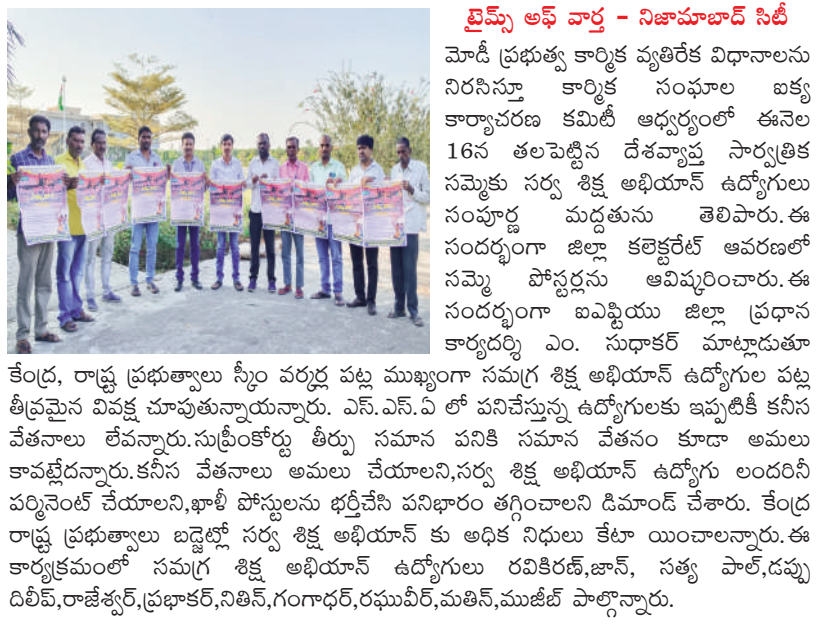 టైమ్స్ అఫ్ వార్త - నిజామాబాద్ సిటీ
మోడీ ప్రభుత్వ కార్మిక వ్యతిరేక విధానాలను
నిరసిస్తూ కార్మిక సంఘాల ఐక్య
కార్యాచరణ కమిటీ ఆధ్వర్యంలో ఈనెల
16న తలపెట్టిన దేశవ్యాప్త సార్వత్రిక
సమ్మెకు సర్వ శిక్ష అభియాన్ ఉద్యోగులు
సంపూర్ణ మద్దతును తెలిపారు.ఈ
సందర్భంగా జిల్లా కలెక్టరేట్ ఆవరణలో
సమ్మె పోస్టర్లను ఆవిష్కరించారు.ఈ
సందర్భంగా ఐఎఫ్టియు జిల్లా ప్రధాన
కార్యదర్శి ఎం. సుధాకర్ మాట్లాడుతూ
కేంద్ర, రాష్ట్ర ప్రభుత్వాలు స్కీం వర్కర్ల పట్ల ముఖ్యంగా సమగ్ర శిక్ష అభియాన్ ఉద్యోగుల పట్ల
తీవ్రమైన వివక్ష చూపుతున్నాయన్నారు. ఎస్.ఎస్.ఏ లో పనిచేస్తున్న ఉద్యోగులకు ఇప్పటికీ కనీస
వేతనాలు లేవన్నారు.సుప్రీంకోర్టు తీర్పు సమాన పనికి సమాన వేతనం కూడా అమలు
కావట్లేదన్నారు.కనీస వేతనాలు అమలు చేయాలని,సర్వ శిక్ష అభియాన్ ఉద్యోగు లందరినీ
పర్మినెంట్ చేయాలని,ఖాళీ పోస్టులను భర్తీచేసి పనిభారం తగ్గించాలని డిమాండ్ చేశారు. కేంద్ర
రాష్ట్ర ప్రభుత్వాలు బడ్జెట్లో సర్వ శిక్ష అభియాన్ కు అధిక నిధులు కేటా యించాలన్నారు.ఈ
కార్యక్రమంలో సమగ్ర శిక్ష అభియాన్ ఉద్యోగులు రవికిరణ్,జాన్, సత్య పాల్,డప్పు
దిలీప్,రాజేశ్వర్,ప్రభాకర్,నితిన్,గంగాధర్,రఘువీర్,మతిన్,ముజీబ్ పాల్గొన్నారు.